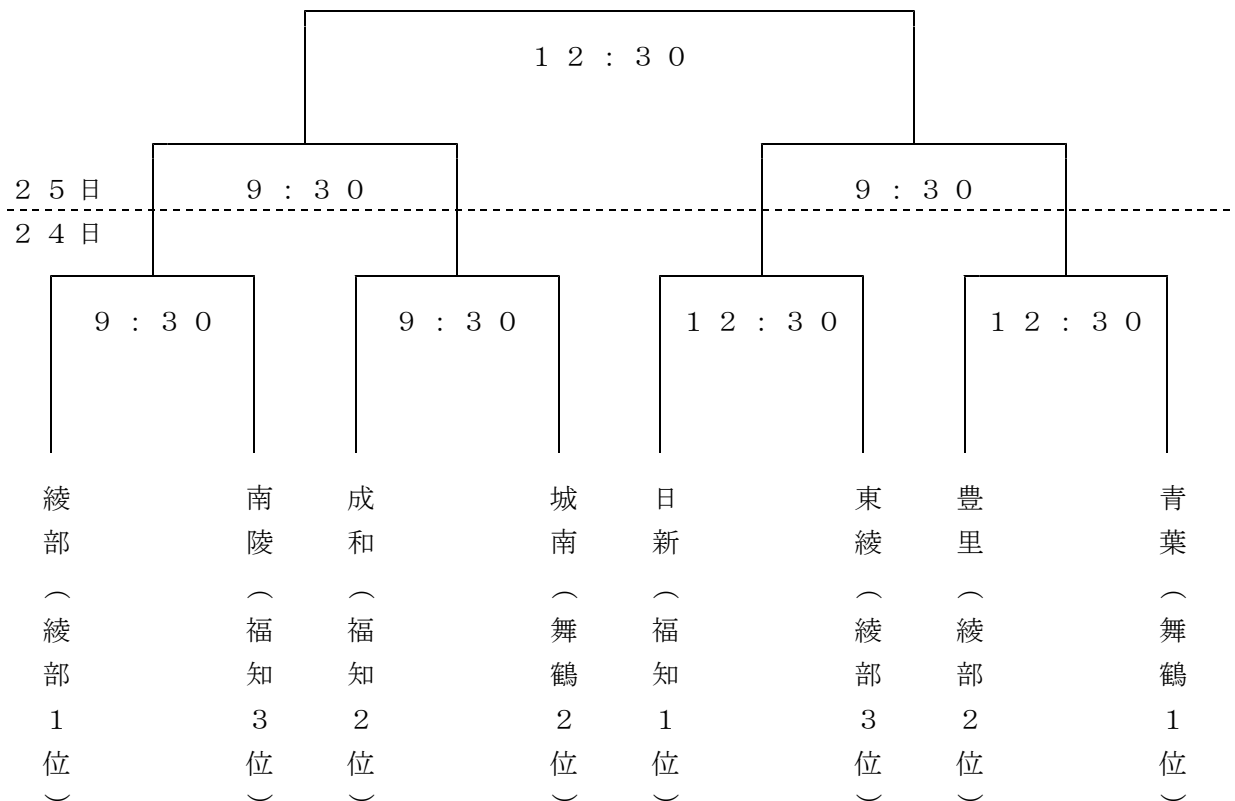 １２：３０
２５日
９：３０
９：３０
２４日
９：３０
９：３０
１２：３０
１２：３０
綾部（綾部１位）
南陵（福知３位）
成和（福知２位）
城南（舞鶴２位）
日新（福知１位）
東綾（綾部３位）
豊里（綾部２位）
青葉（舞鶴１位）